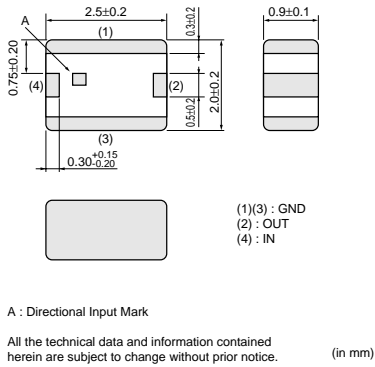 2.5±0.2
0.9±0.1
A
(1)
0.3±0.2
0.75±0.20
(4)
(2)
0.5±0.2
2.0±0.2
(3)
0.30 +0.15 -0.20
(1)(3) : GND
(2) : OUT
(4) : IN
A : Directional Input Mark
All the technical data and information contained
herein are subject to change without prior notice.
(in mm)